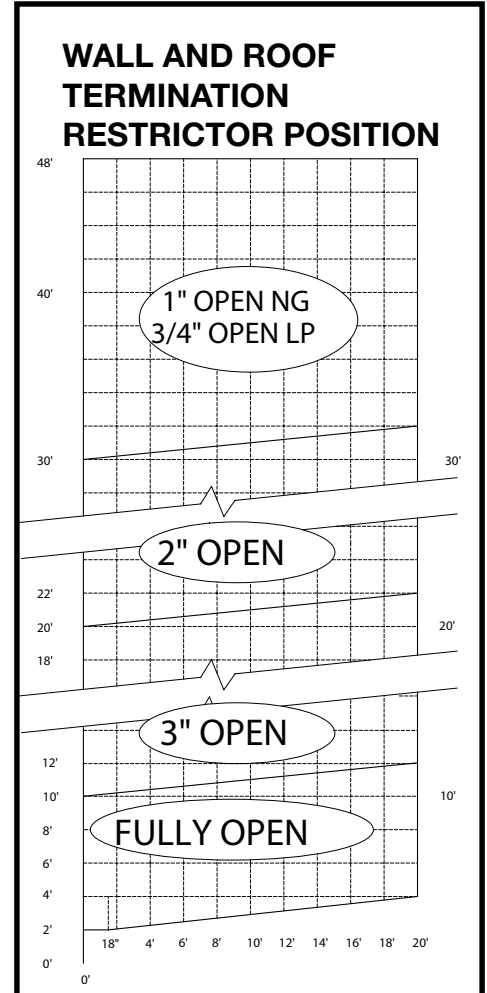 WALL AND ROOF
TERMINATION
RESTRICTOR POSITION
48'
40'
1" OPEN NG
3/4" OPEN LP
30'
30'
2" OPEN
22'
20'
20'
18'
3" OPEN
12'
10'
10'
8'
FULLY OPEN
6'
4'
2'
18" 4' 6' 8' 10' 12' 14' 16' 18' 20'
0'
0'